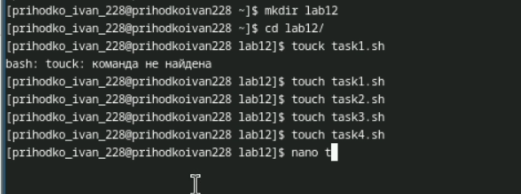 [prihodko_ivan_228@prihodkoivan228 ~]$ mkdir lab12
[prihodko_ivan_228@prihodkoivan228 ~]$ cd lab12/
[prihodko_ivan_228@prihodkoivan228 lab12]$ touck task1.sh
bash: touck: команда не найдена
[prihodko_ivan_228@prihodkoivan228 lab12]$ touch task1.sh
[prihodko_ivan_228@prihodkoivan228 lab12]$ touch task2.sh
[prihodko_ivan_228@prihodkoivan228 lab12]$ touch task3.sh
[prihodko_ivan_228@prihodkoivan228 lab12]$ touch task4.sh
[prihodko_ivan_228@prihodkoivan228 lab12]$ nano t